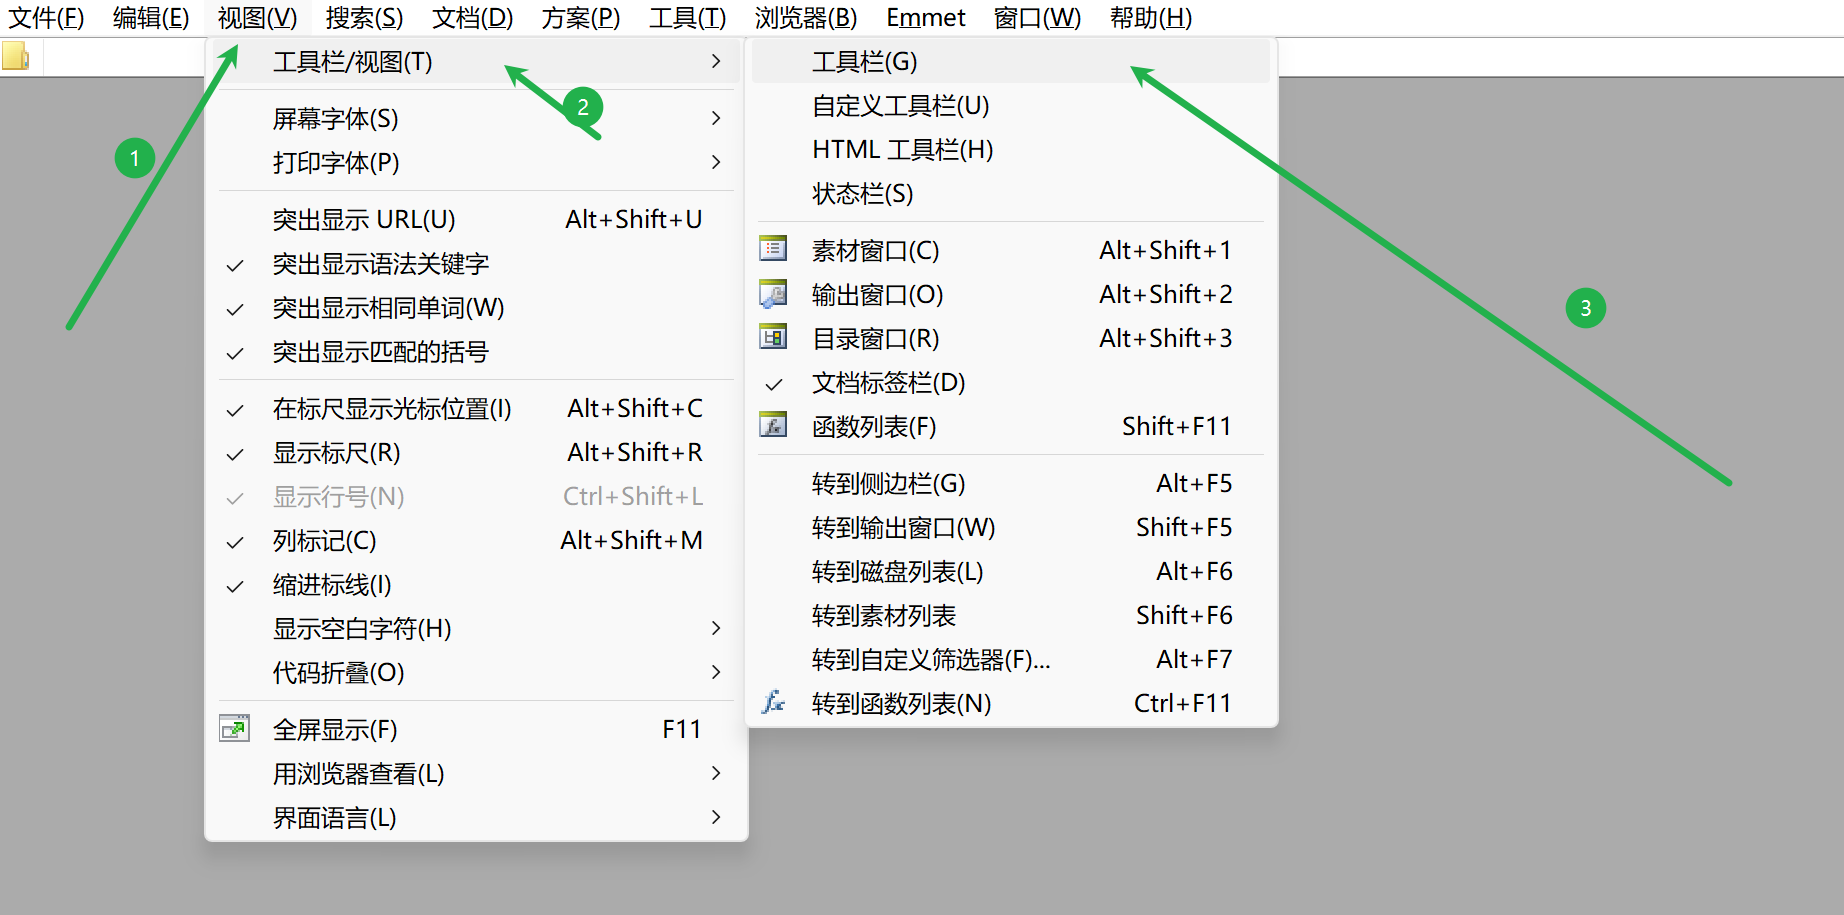 文件(F) 编辑(E) 视图(V) 搜索(S) 文档(D) 方案(P) 工具(T) 浏览器(B) Emmet 窗口(W) 帮助(H)
工具栏/视图(T)
屏幕字体(S)
打印字体(P)
突出显示 URL(U) Alt+Shift+U
突出显示语法关键字
突出显示相同单词(W)
突出显示匹配的括号
在标尺显示光标位置(I) Alt+Shift+C
显示标尺(R) Alt+Shift+R
显示行号(N) Ctrl+Shift+L
列标记(C) Alt+Shift+M
缩进标线(I)
显示空白字符(H)
代码折叠(O)
全屏显示(F) F11
用浏览器查看(L)
界面语言(L)
工具栏(G)
自定义工具栏(U)
HTML 工具栏(H)
状态栏(S)
素材窗口(C) Alt+Shift+1
输出窗口(O) Alt+Shift+2
目录窗口(R) Alt+Shift+3
文档标签栏(D)
函数列表(F) Shift+F11
转到侧边栏(G) Alt+F5
转到输出窗口(W) Shift+F5
转到磁盘列表(L) Alt+F6
转到素材列表 Shift+F6
转到自定义筛选器(F)... Alt+F7
转到函数列表(N) Ctrl+F11
1
2
3